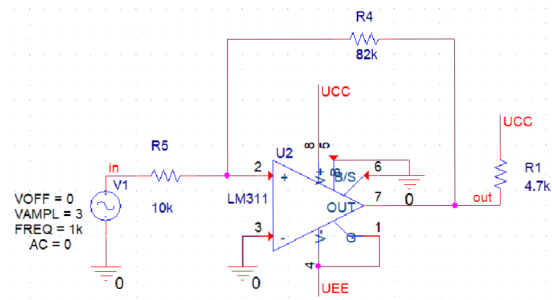 R4
82k
UCC
UCC
R5
8
5
U2
in
V1
2
+
V+
B
B/S
6
R1
4.7k
VOFF = 0
VAMPL = 3
FREQ = 1k
AC = 0
10k
LM311
OUT
7
0
out
3
-
V-
G
1
4
0
0
UEE